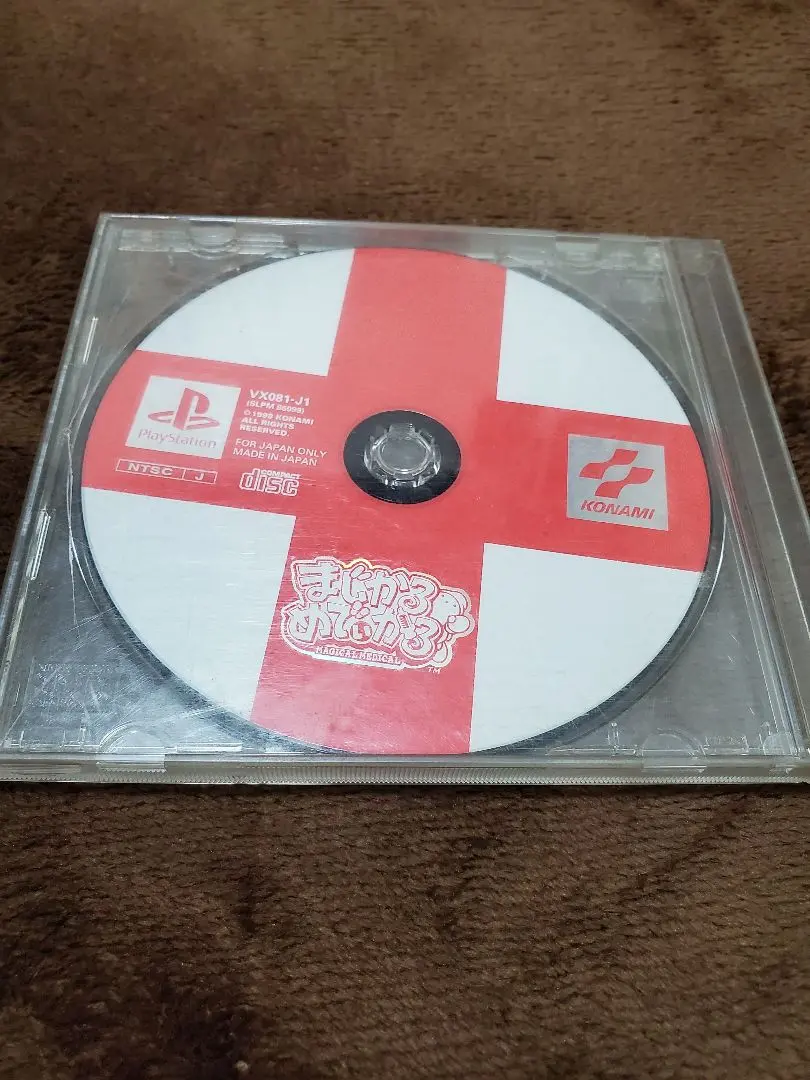 PlayStation
NTSC J
VX081-J1
(SLPM 86098)
©1998 KONAMI
ALL RIGHTS
RESERVED.
FOR JAPAN ONLY
MADE IN JAPAN
COMPACT
disc
KONAMI
まじかる
めでぃかる
MAGICAL MEDICAL
TM